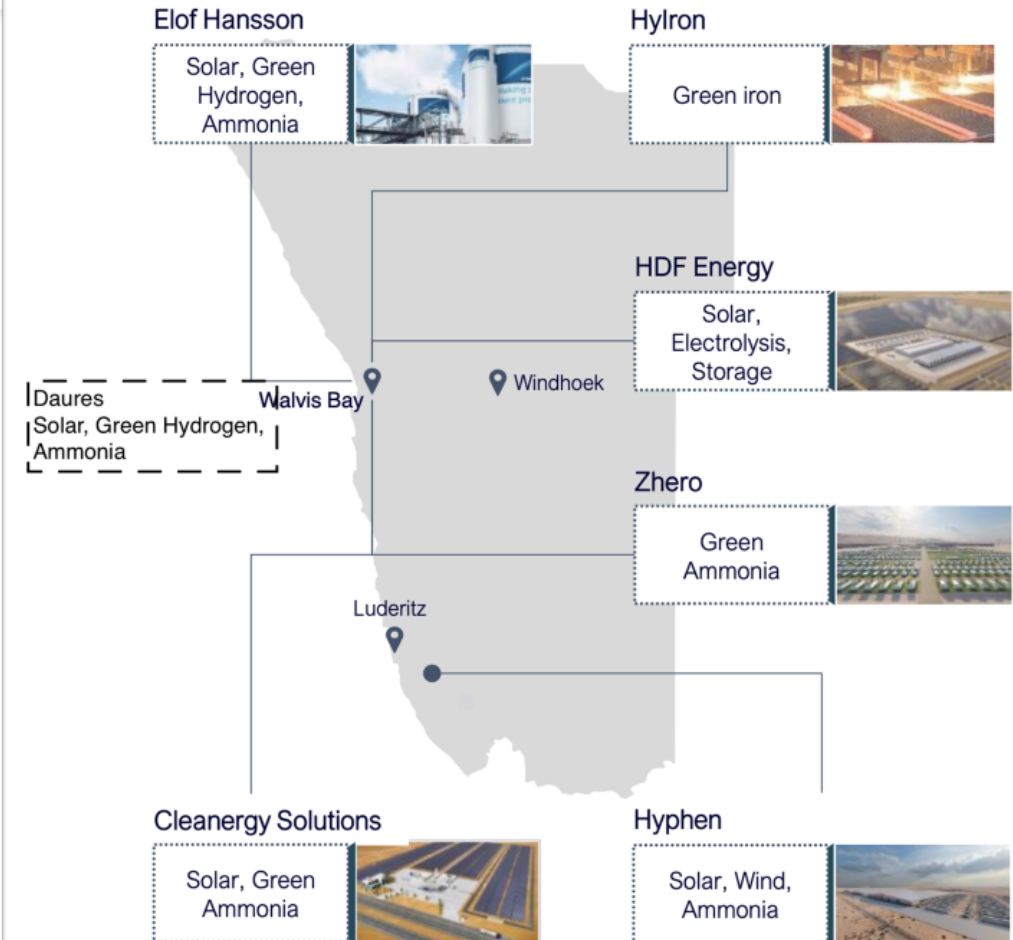 Elof Hansson
Solar, Green
Hydrogen,
Ammonia
HyIron
Green iron
HDF Energy
Solar,
Electrolysis,
Storage
Windhoek
Walvis Bay
Daures
Solar, Green Hydrogen,
Ammonia
Zhero
Green
Ammonia
Luderitz
Cleanergy Solutions
Solar, Green
Ammonia
Hyphen
Solar, Wind,
Ammonia